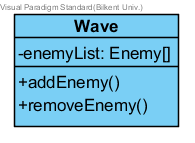 Visual Paradigm Standard(Bilkent Univ.)
Wave
-enemyList: Enemy[]
+addEnemy()
+removeEnemy()